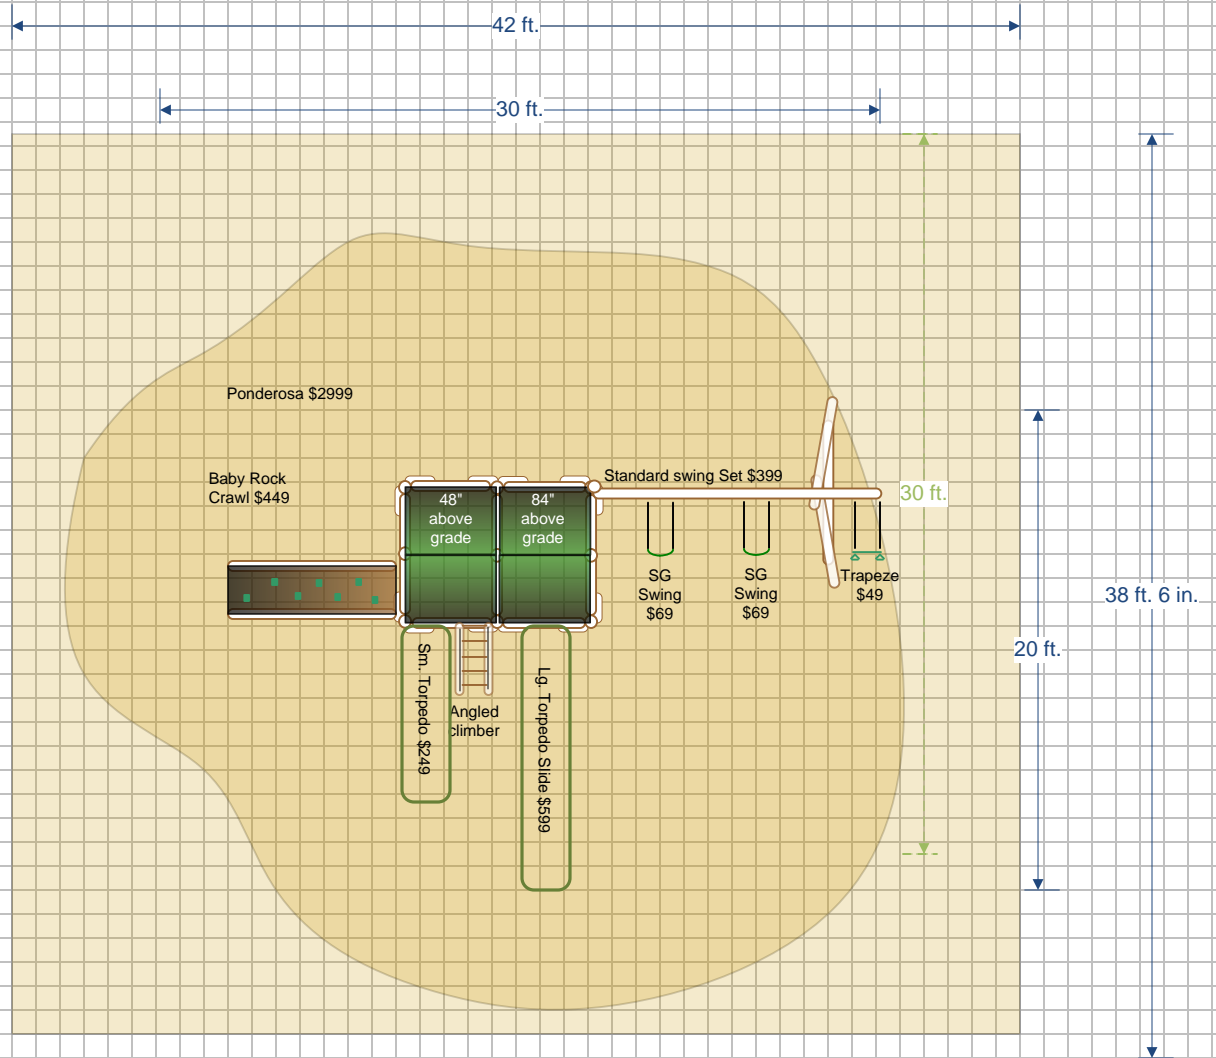 42 ft.
30 ft.
Ponderosa $2999
Baby Rock
Crawl $449
48"
above
grade
84"
above
grade
Standard swing Set $399
30 ft.
SG
Swing
$69
SG
Swing
$69
Trapeze
$49
38 ft. 6 in.
20 ft.
Sm. Torpedo $249
Angled
climber
Lg. Torpedo Slide $599